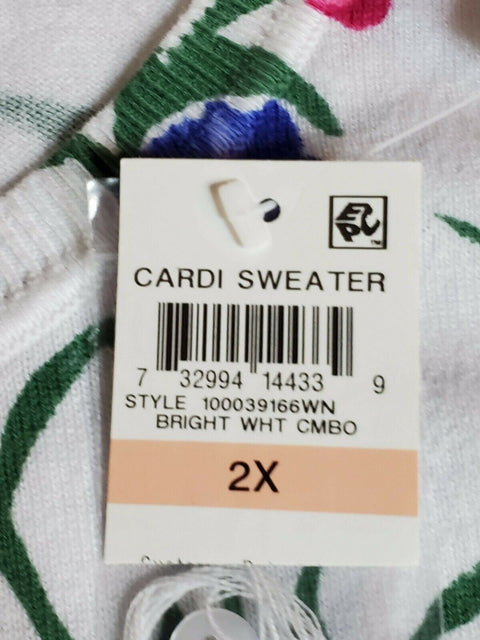 CARDI SWEATER
7 32994 14433 9
STYLE 100039166WN
BRIGHT WHT CMBO
2X